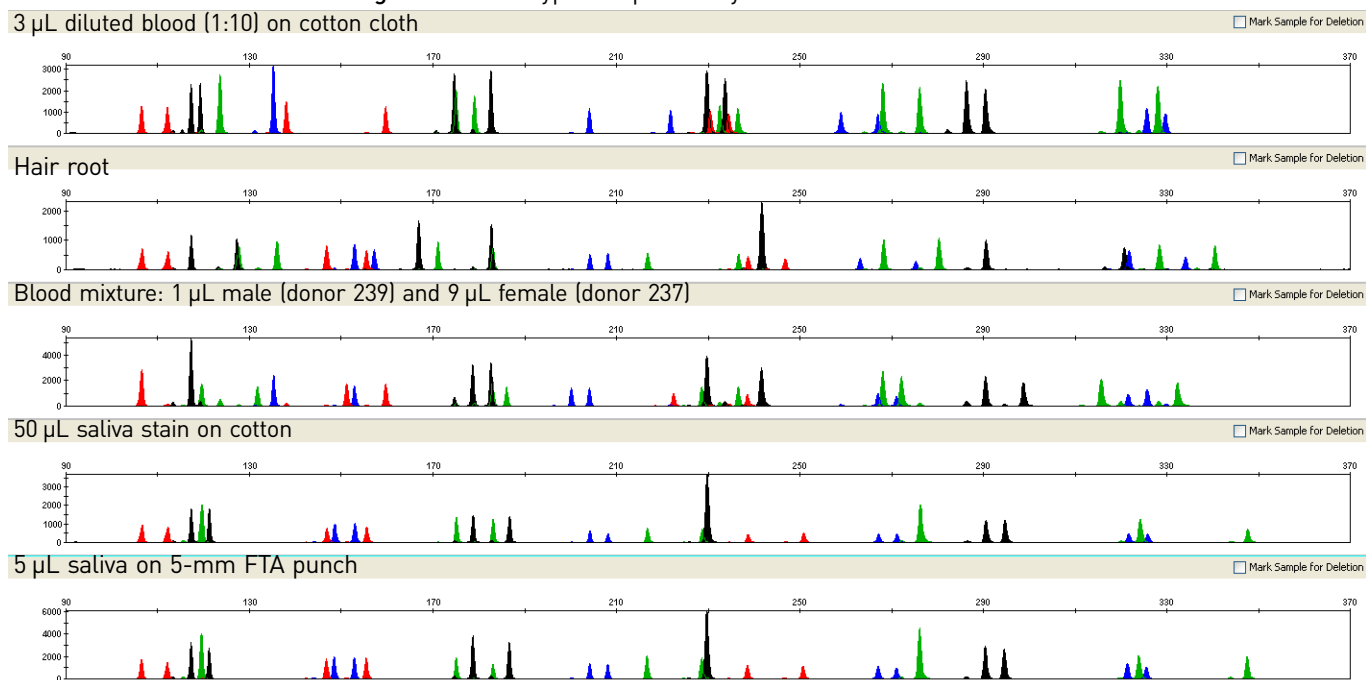 3 µL diluted blood (1:10) on cotton cloth
Mark Sample for Deletion
90 130 170 210 250 290 330 370
3000
2000
1000
0
Mark Sample for Deletion
Hair root
90 130 170 210 250 290 330 370
2000
1000
0
Blood mixture: 1 µL male (donor 239) and 9 µL female (donor 237)
Mark Sample for Deletion
90 130 170 210 250 290 330 370
4000
2000
0
50 µL saliva stain on cotton
Mark Sample for Deletion
90 130 170 210 250 290 330 370
3000
2000
1000
0
5 µL saliva on 5-mm FTA punch
Mark Sample for Deletion
90 130 170 210 250 290 330 370
6000
4000
2000
0